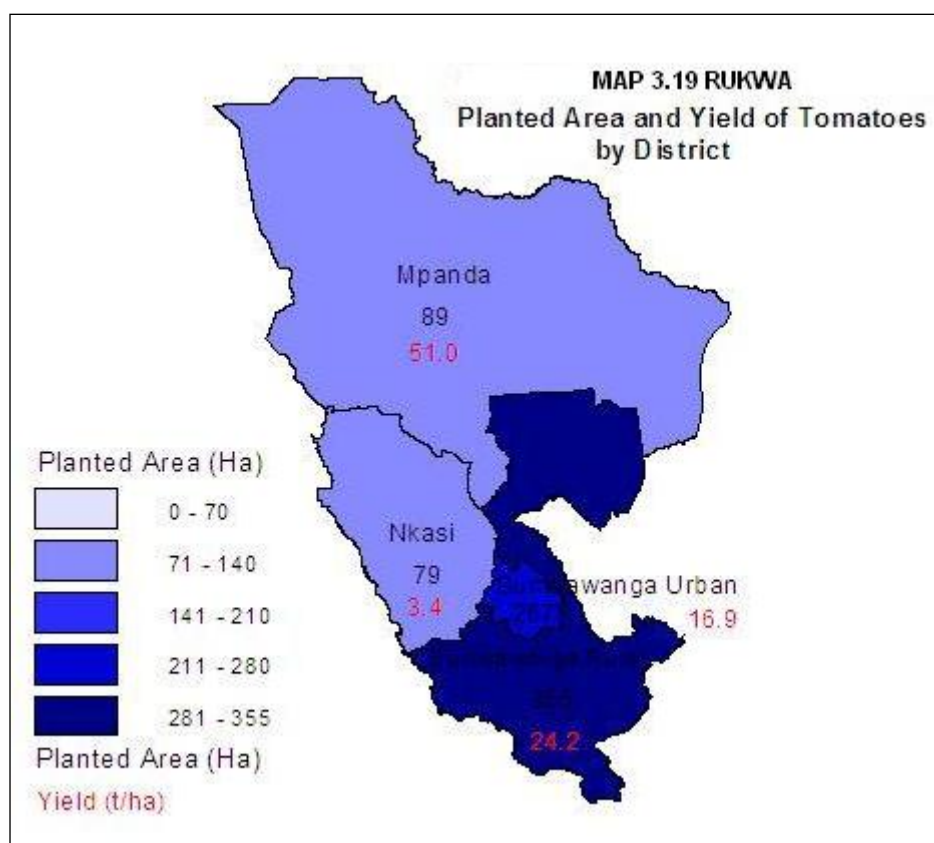 MAP 3.19 RUKWA
Planted Area and Yield of Tomatoes
by District
Mpanda
89
51.0
Nkasi
79
3.4
Sumbawanga Urban
16.9
24.2
Planted Area (Ha)
0 - 70
71 - 140
141 - 210
211 - 280
281 - 355
Planted Area (Ha)
Yield (t/ha)